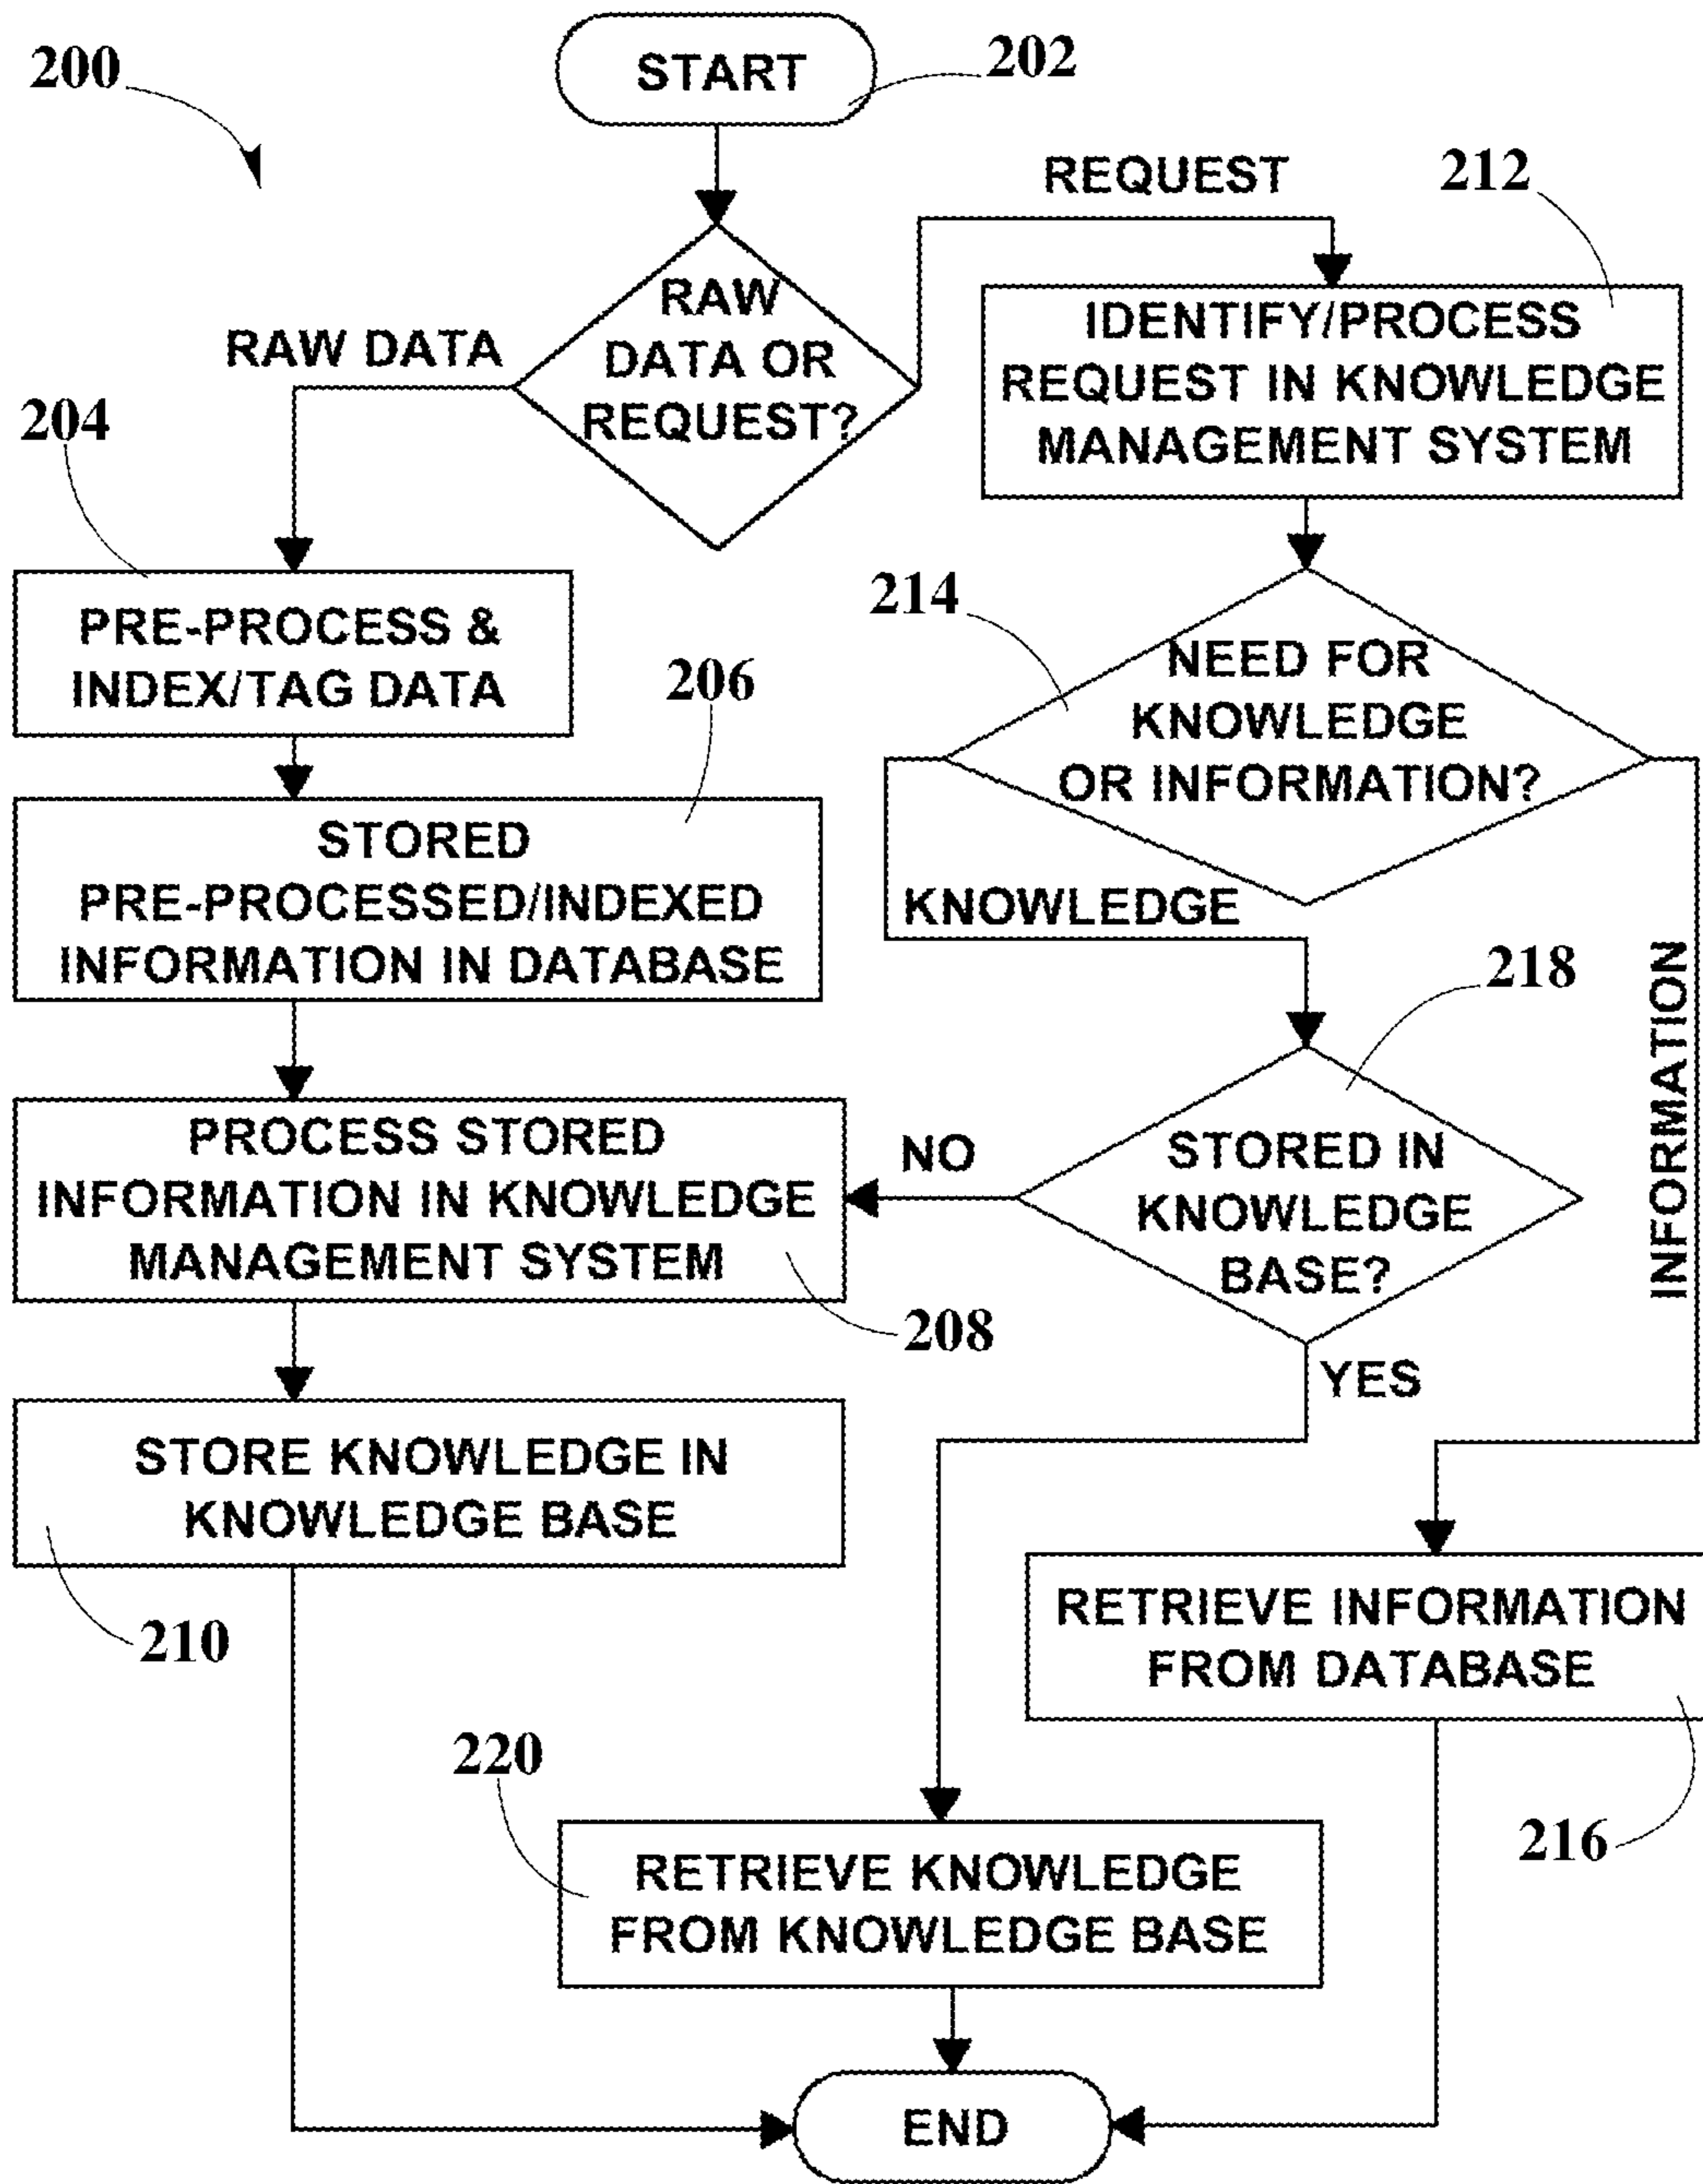 200
START
202
REQUEST
212
RAW
DATA OR
REQUEST?
RAW DATA
IDENTIFY/PROCESS
REQUEST IN KNOWLEDGE
MANAGEMENT SYSTEM
204
PRE-PROCESS &
INDEX/TAG DATA
214
NEED FOR
KNOWLEDGE
OR INFORMATION?
206
STORED
PRE-PROCESSED/INDEXED
INFORMATION IN DATABASE
KNOWLEDGE
INFORMATION
218
PROCESS STORED
INFORMATION IN KNOWLEDGE
MANAGEMENT SYSTEM
NO
STORED IN
KNOWLEDGE
BASE?
208
YES
STORE KNOWLEDGE IN
KNOWLEDGE BASE
210
RETRIEVE INFORMATION
FROM DATABASE
220
216
RETRIEVE KNOWLEDGE
FROM KNOWLEDGE BASE
END